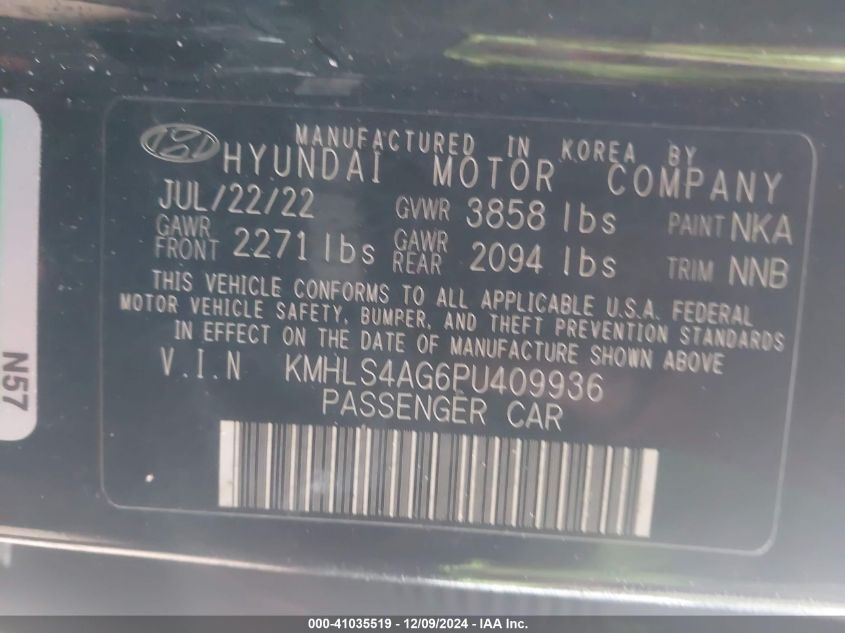 MANUFACTURED IN KOREA BY
HYUNDAI MOTOR COMPANY
JUL/22/22 GVWR 3858 lbs PAINT NKA
GAWR FRONT 2271 lbs GAWR REAR 2094 lbs TRIM NNB
THIS VEHICLE CONFORMS TO ALL APPLICABLE U.S.A. FEDERAL
MOTOR VEHICLE SAFETY, BUMPER, AND THEFT PREVENTION STANDARDS
IN EFFECT ON THE DATE OF MANUFACTURE SHOWN ABOVE
V.I.N KMHLS4AG6PU409936
PASSENGER CAR
N57
000-41035519 - 12/09/2024 - IAA Inc.